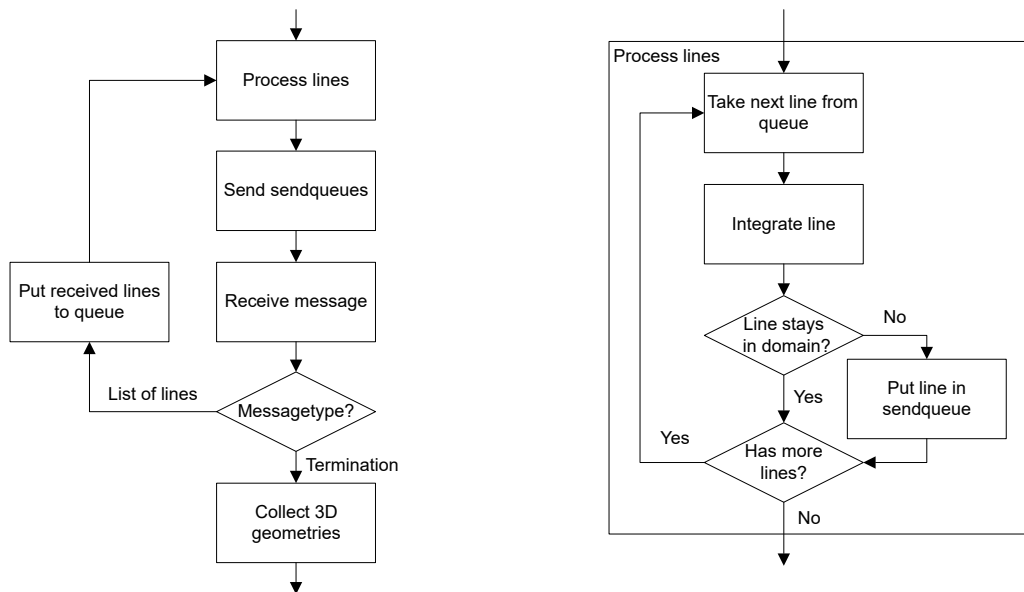 Process lines
Send sendqueues
Receive message
Put received lines
to queue
List of lines
Messagetype?
Termination
Collect 3D
geometries
Process lines
Take next line from
queue
Integrate line
Line stays
in domain?
No
Put line in
sendqueue
Yes
Has more
lines?
Yes
No